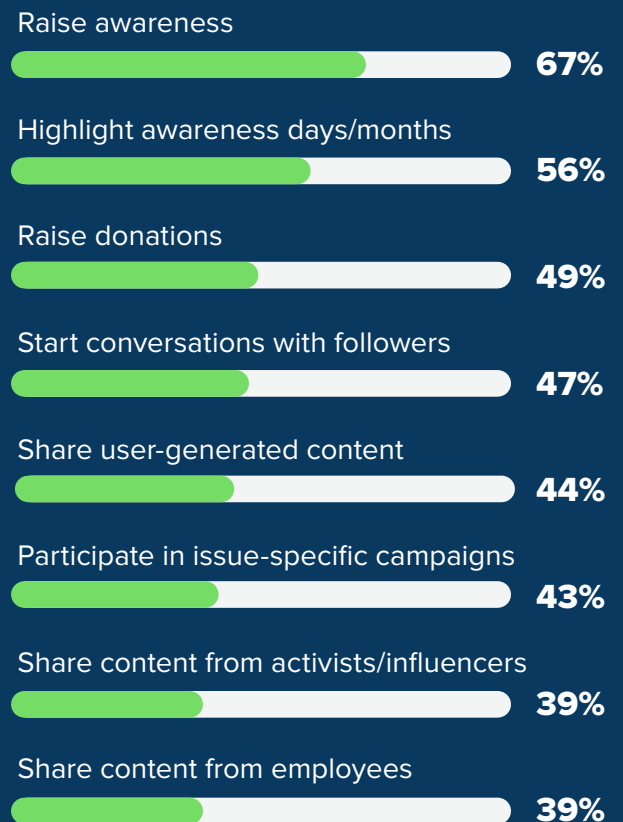 Raise awareness
67%
Highlight awareness days/months
56%
Raise donations
49%
Start conversations with followers
47%
Share user-generated content
44%
Participate in issue-specific campaigns
43%
Share content from activists/influencers
39%
Share content from employees
39%